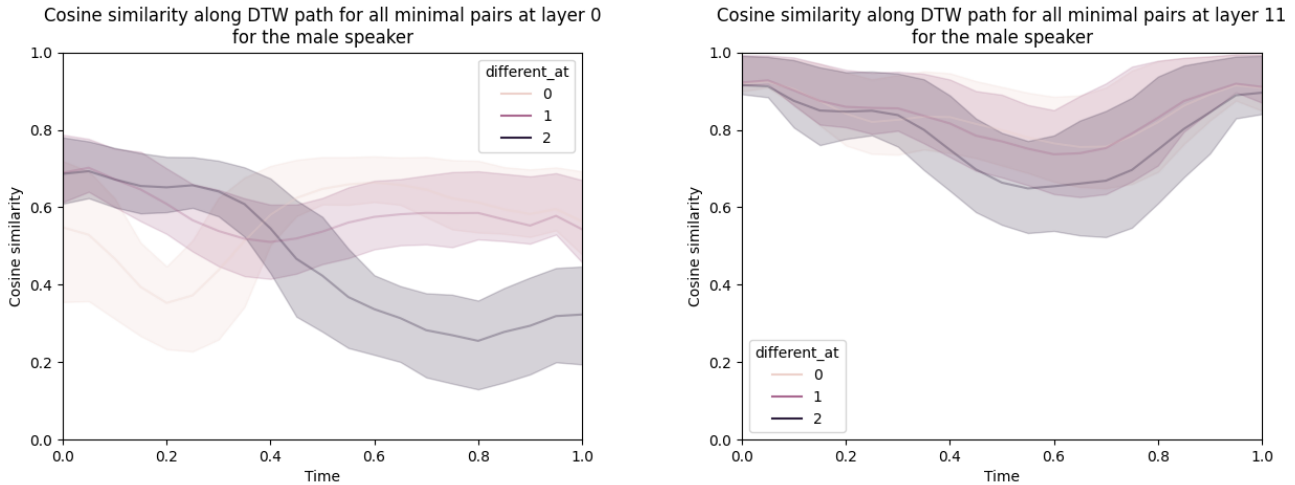 Cosine similarity along DTW path for all minimal pairs at layer 0
for the male speaker
1.0
0.8
0.6
0.4
0.2
0.0
Cosine similarity
0.0 0.2 0.4 0.6 0.8 1.0
Time
different_at
0
1
2
Cosine similarity along DTW path for all minimal pairs at layer 11
for the male speaker
1.0
0.8
0.6
0.4
0.2
0.0
Cosine similarity
different_at
0
1
2
0.0 0.2 0.4 0.6 0.8 1.0
Time